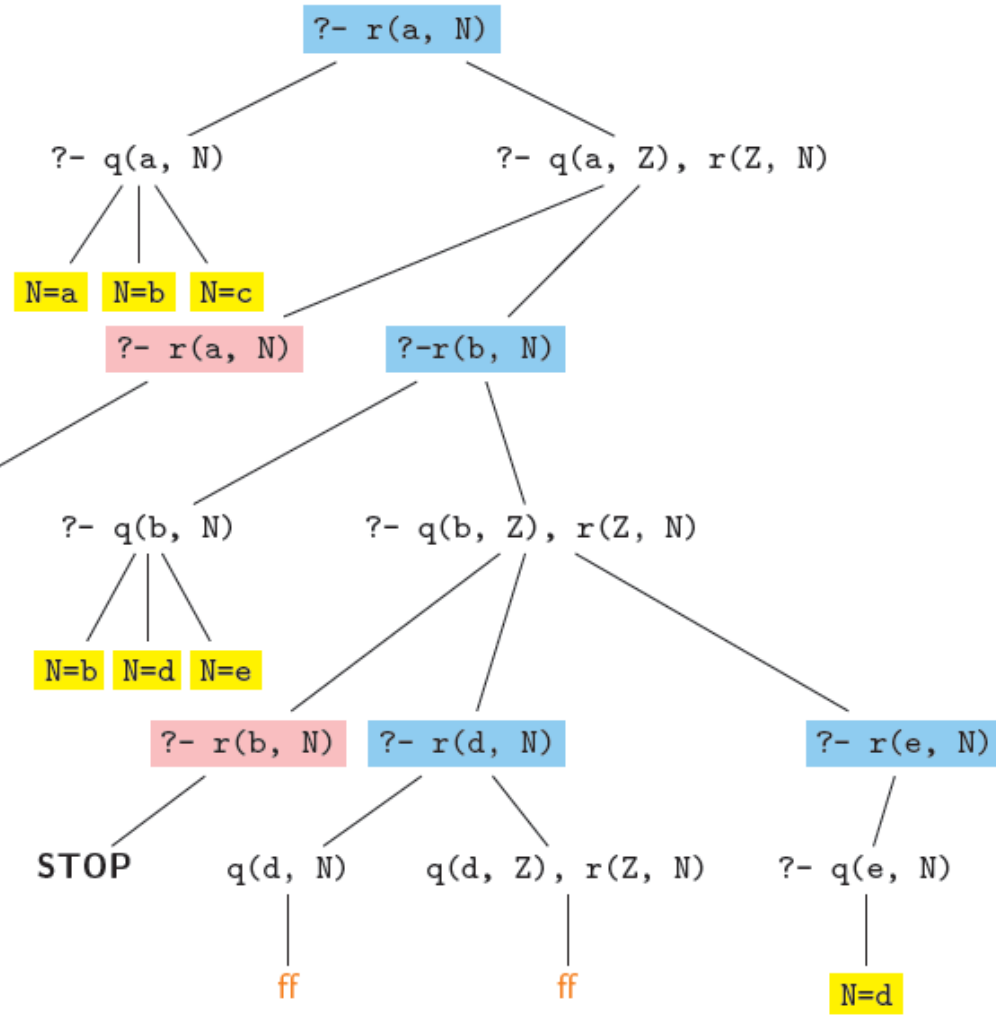 ?- r(a, N)
?- q(a, N) ?- q(a, Z), r(Z, N)
N=a N=b N=c
?- r(a, N) ?-r(b, N)
?- q(b, N) ?- q(b, Z), r(Z, N)
N=b N=d N=e
?- r(b, N) ?- r(d, N) ?- r(e, N)
STOP q(d, N) q(d, Z), r(Z, N) ?- q(e, N)
ff ff N=d